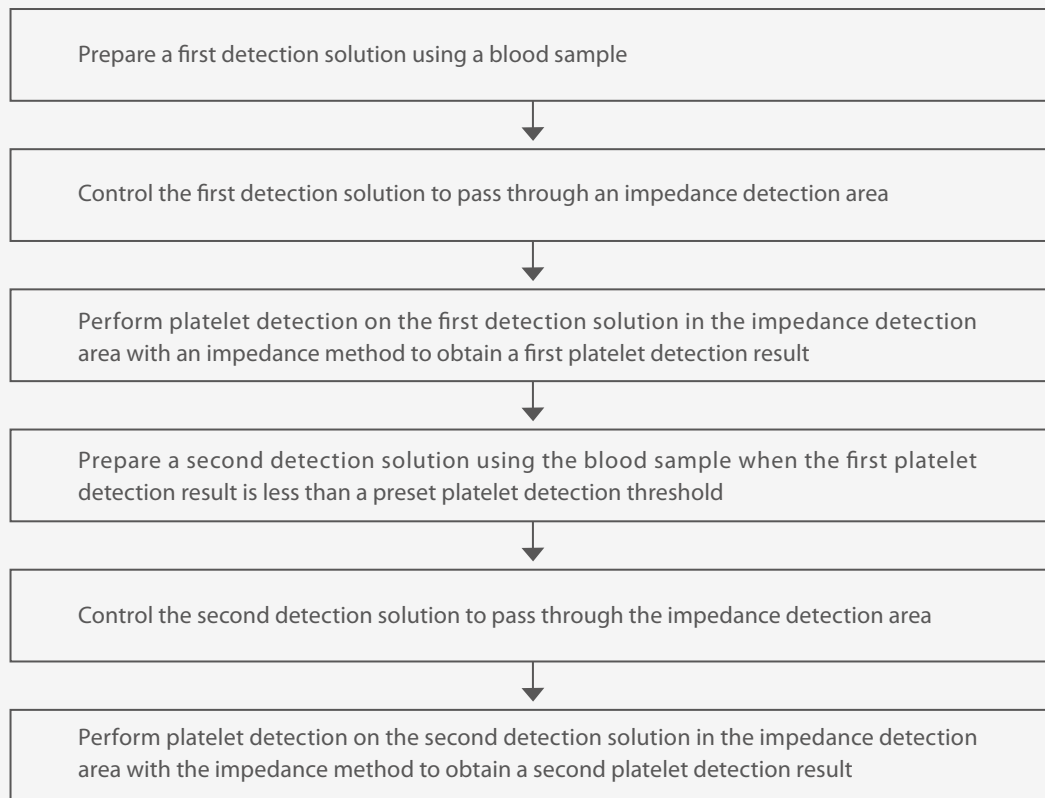 Prepare a first detection solution using a blood sample
Control the first detection solution to pass through an impedance detection area
Perform platelet detection on the first detection solution in the impedance detection
area with an impedance method to obtain a first platelet detection result
Prepare a second detection solution using the blood sample when the first platelet
detection result is less than a preset platelet detection threshold
Control the second detection solution to pass through the impedance detection area
Perform platelet detection on the second detection solution in the impedance detection
area with the impedance method to obtain a second platelet detection result